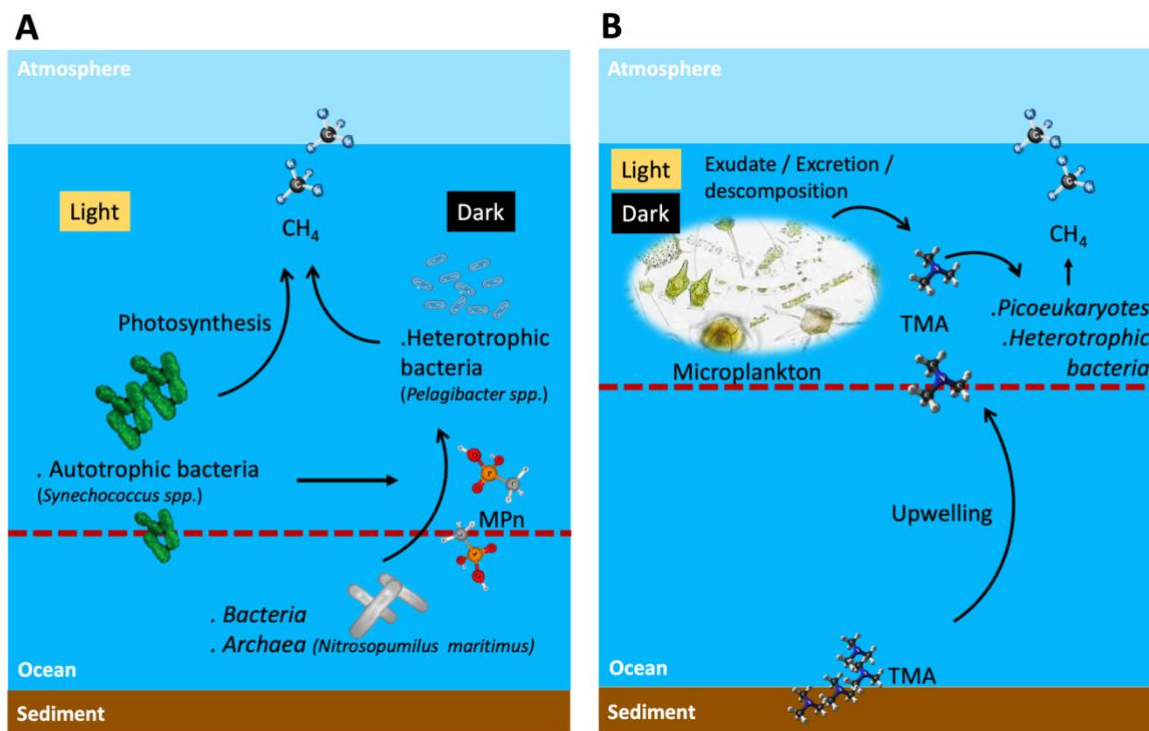 A
Atmosphere
Light
Dark
CH4
Photosynthesis
.Heterotrophic
bacteria
(Pelagibacter spp.)
. Autotrophic bacteria
(Synechococcus spp.)
MPn
. Bacteria
. Archaea (Nitrosopumilus maritimus)
Ocean
Sediment
B
Atmosphere
Light
Dark
Exudate / Excretion /
descomposition
CH4
TMA
.Picoeukaryotes
.Heterotrophic
bacteria
Microplankton
Upwelling
TMA
Ocean
Sediment